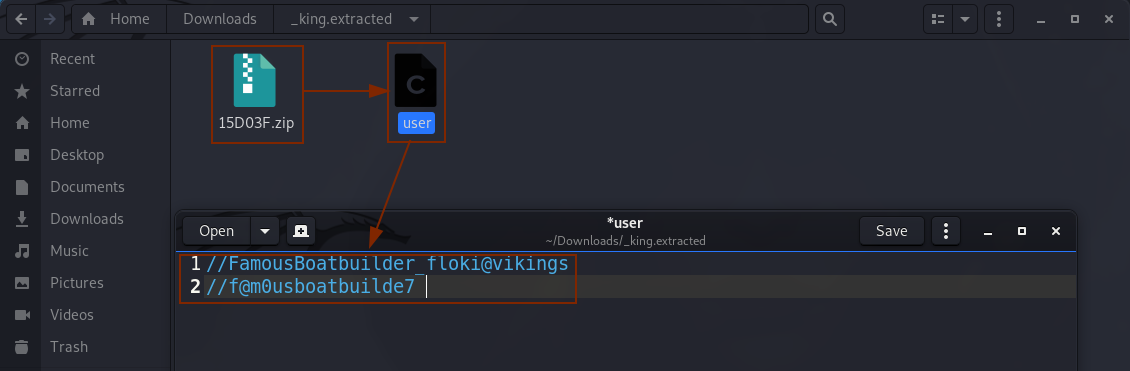 Home Downloads _king.extracted
Recent
Starred
Home
Desktop
Documents
Downloads
Music
Pictures
Videos
Trash
15D03F.zip
C
user
Open
*user
~/Downloads/_king.extracted
Save
1 //FamousBoatbuilder_floki@vikings
2 //f@m0usboatbuilde7